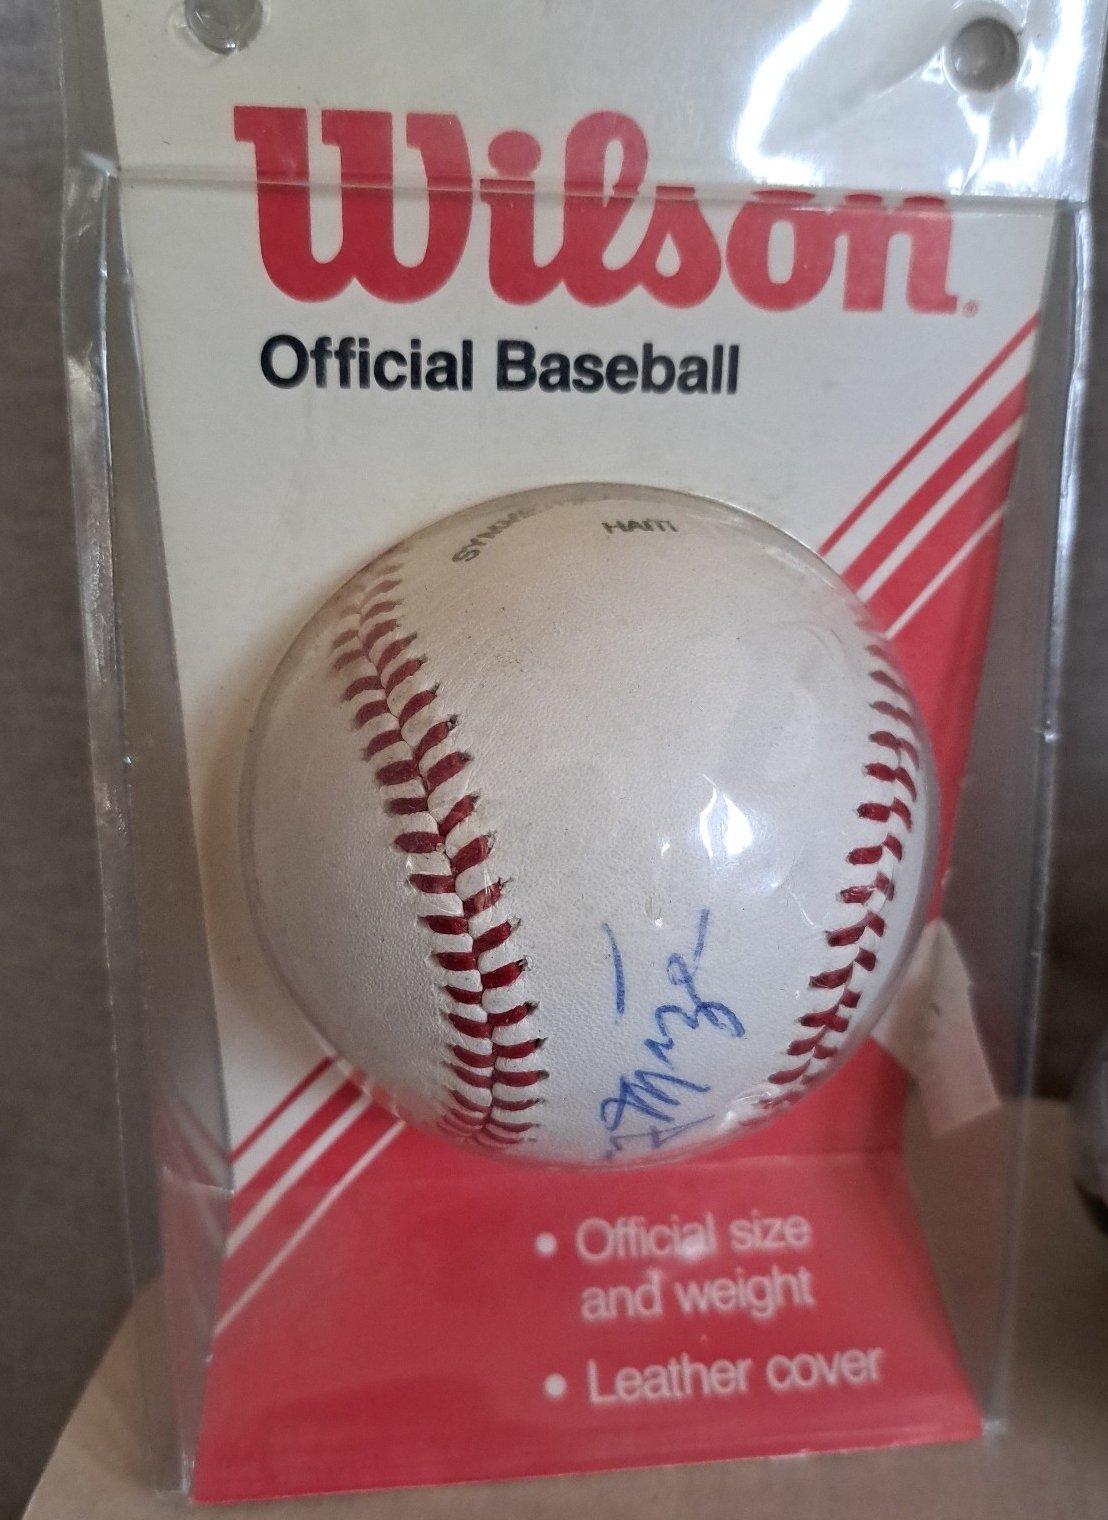 Wilson®
Official Baseball
HAITI
• Official size
and weight
• Leather cover